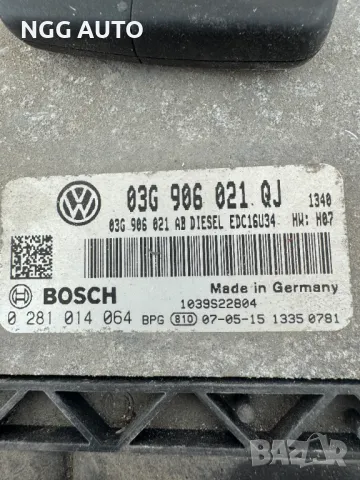 NGG AUTO
03G 906 021 QJ 1340
03G 906 021 AB DIESEL EDC16U34 HW: H07
BOSCH
Made in Germany
1039S22804
0 281 014 064 BPG 810 07-05-15 1335 0781
BAZAR